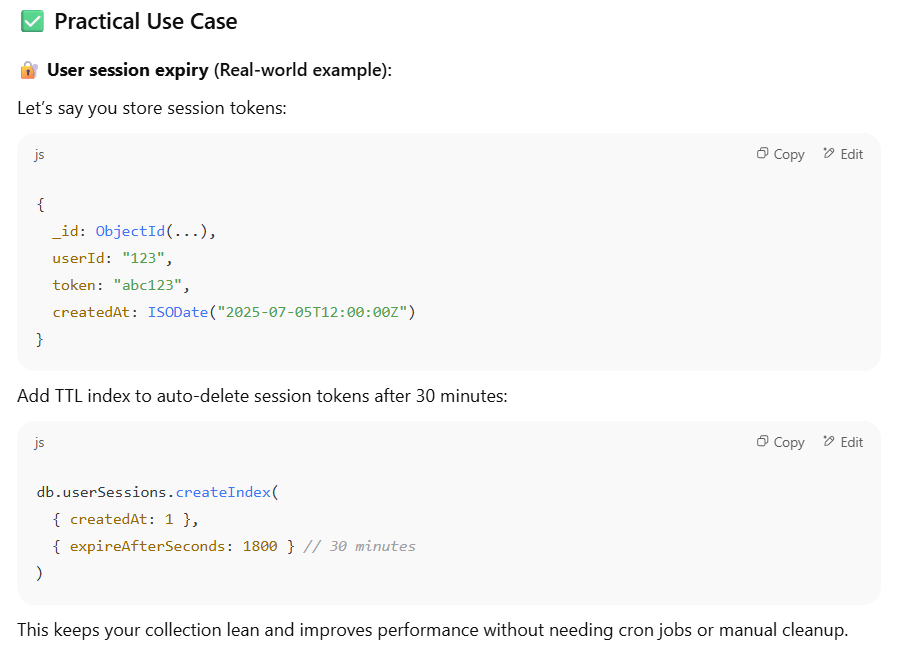 ✅ Practical Use Case
🔐 User session expiry (Real-world example):
Let's say you store session tokens:
js Copy Edit
{
  _id: ObjectId(...),
  userId: "123",
  token: "abc123",
  createdAt: ISODate("2025-07-05T12:00:00Z")
}
Add TTL index to auto-delete session tokens after 30 minutes:
js Copy Edit
db.userSessions.createIndex(
  { createdAt: 1 },
  { expireAfterSeconds: 1800 } // 30 minutes
)
This keeps your collection lean and improves performance without needing cron jobs or manual cleanup.